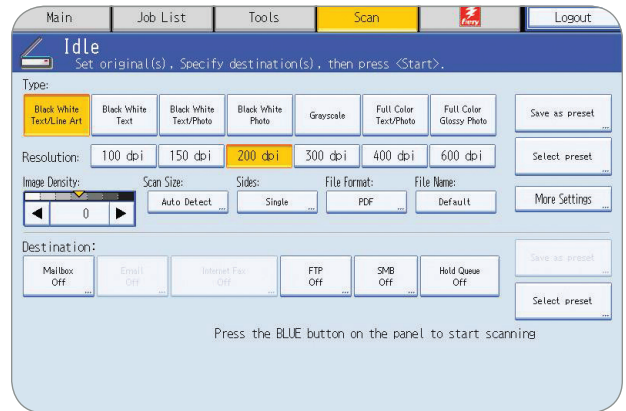 Main Job List Tools Scan Fiery Logout
Idle
Set original(s), Specify destination(s), then press <Start>.
Type:
Black White Text/Line Art
Black White Text
Black White Text/Photo
Black White Photo
Grayscale
Full Color Text/Photo
Full Color Glossy Photo
Save as preset ...
Resolution: 100 dpi 150 dpi 200 dpi 300 dpi 400 dpi 600 dpi Select preset ...
Image Density: Scan Size: Sides: File Format: File Name:
0 Auto Detect ... Single ... PDF ... Default More Settings ...
Destination:
Mailbox Off ...
Email Off ...
Internet Fax Off ...
FTP Off ...
SMB Off ...
Hold Queue Off
Save as preset ...
Select preset ...
Press the BLUE button on the panel to start scanning